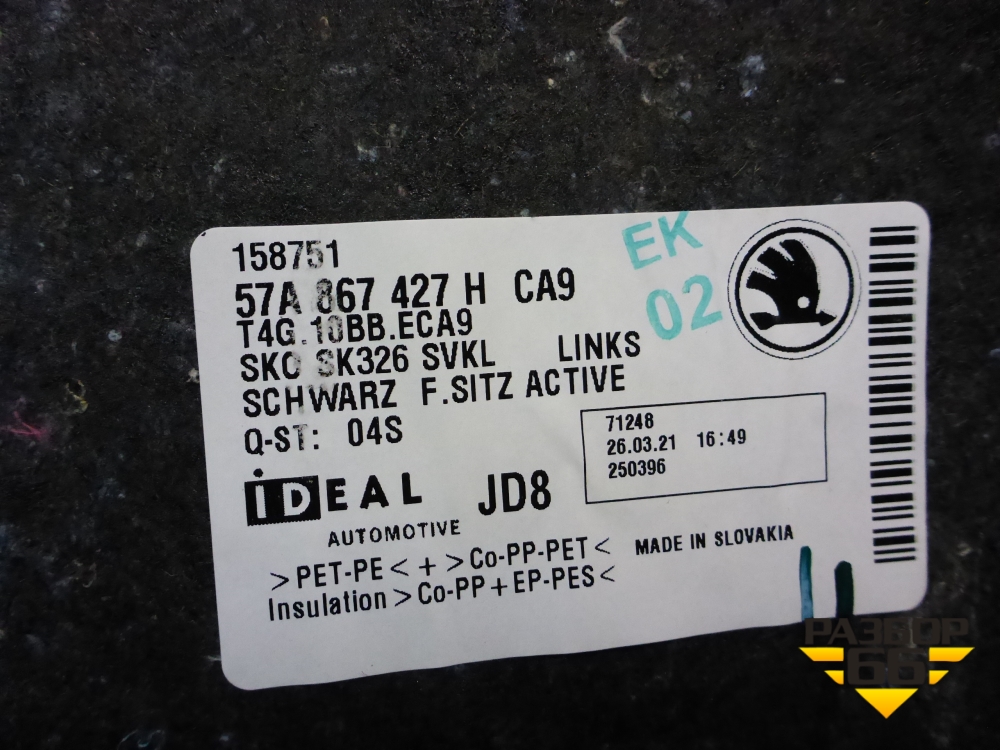 158751
57A 867 427 H CA9
T4G.10BB.ECA9
SKO SK326 SVKL LINKS
SCHWARZ F.SITZ ACTIVE
Q-ST: 04S
EK
02
71248
26.03.21 16:49
250396
iDEAL JD8
AUTOMOTIVE
>PET-PE< + >Co-PP-PET< MADE IN SLOVAKIA
Insulation >Co-PP+EP-PES<
РАЗБОР
66